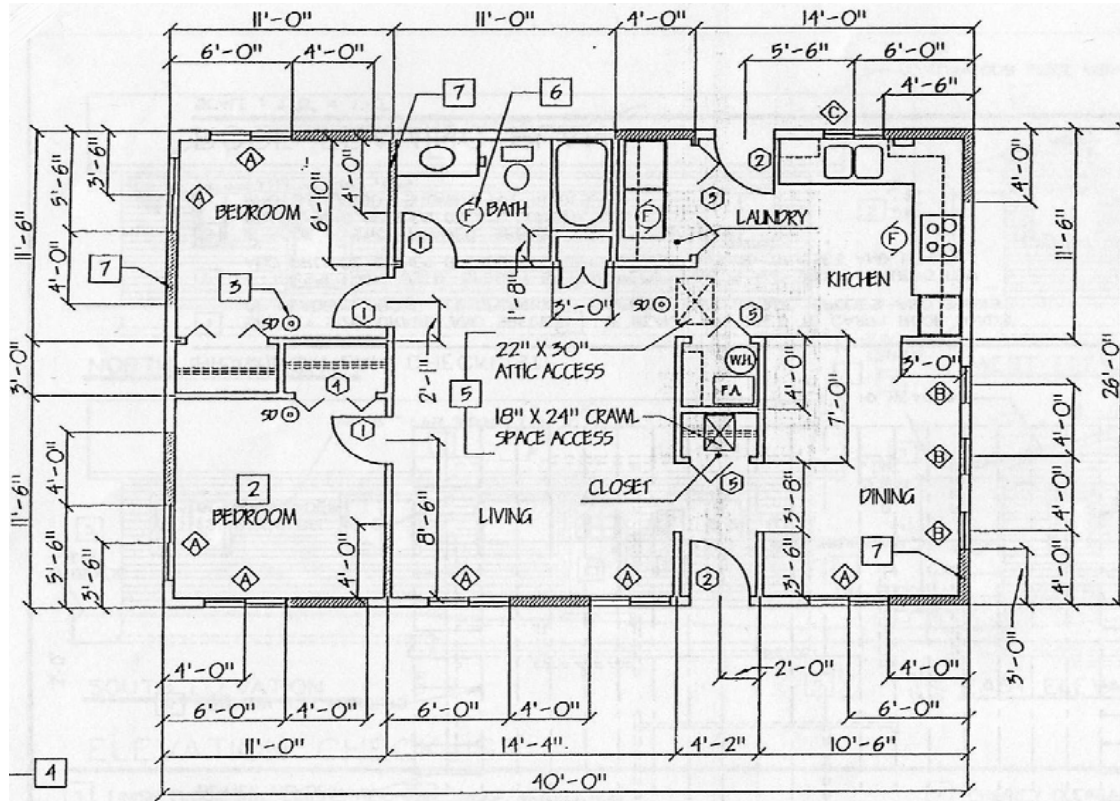 11'-0" 11'-0" 4'-0" 14'-0"
6'-0" 4'-0" 5'-6" 6'-0"
4'-6"
7 6
C
11'-6" 5'-6" 3'-6"
A
A
BEDROOM
4'-0"
6'-0"
F BATH
1
F
3
2
LAUNDRY
F
4'-0"
11'-6"
KITCHEN
4'-0"
7
3
SD
1
1'-8"
3'-0"
SD
5
3'-0"
22" X 30"
ATTIC ACCESS
2'-11"
5
W.H.
F.A.
4'-0"
7'-0"
3'-0"
4
SD
1
18" X 24" CRAWL
SPACE ACCESS
B
4'-0"
26'-0"
11'-6"
4'-0"
2
BEDROOM
CLOSET
5
LIVING
DINING
B
4'-0"
5'-6"
3'-6"
A
A
4'-0"
8'-6"
A
A
2
3'-8"
3'-6"
A
7
B
4'-0"
3'-0"
4'-0" 2'-0" 4'-0"
6'-0" 4'-0" 6'-0" 4'-0" 6'-0"
11'-0" 14'-4" 4'-2" 10'-6"
4
40'-0"